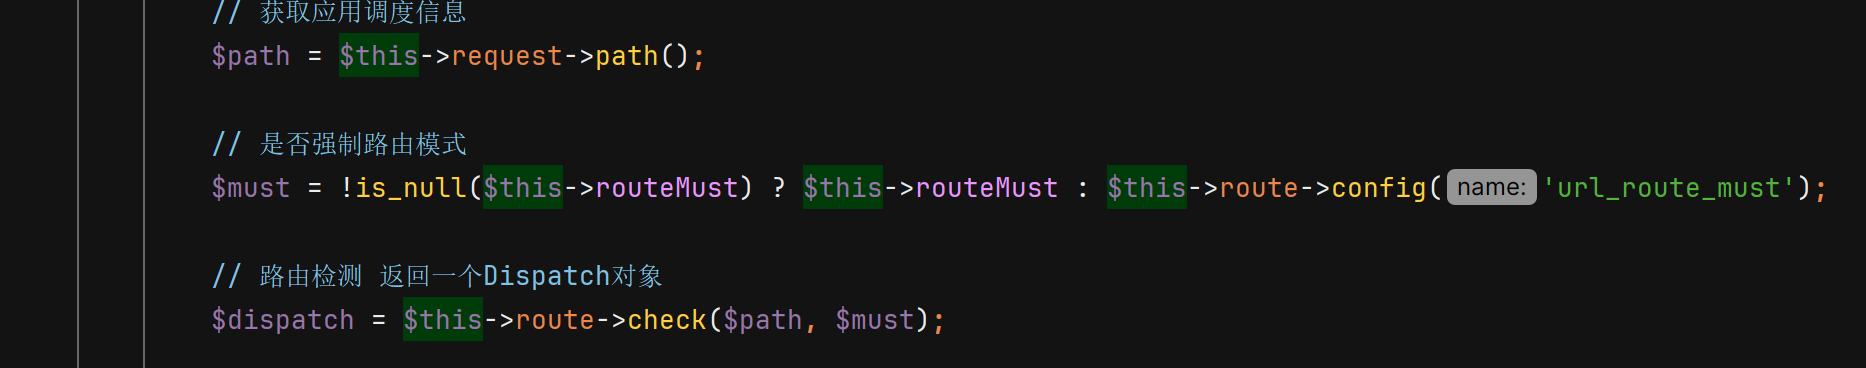 // 获取应用调度信息
$path = $this->request->path();
// 是否强制路由模式
$must = !is_null($this->routeMust) ? $this->routeMust : $this->route->config( name: 'url_route_must');
// 路由检测 返回一个Dispatch对象
$dispatch = $this->route->check($path, $must);